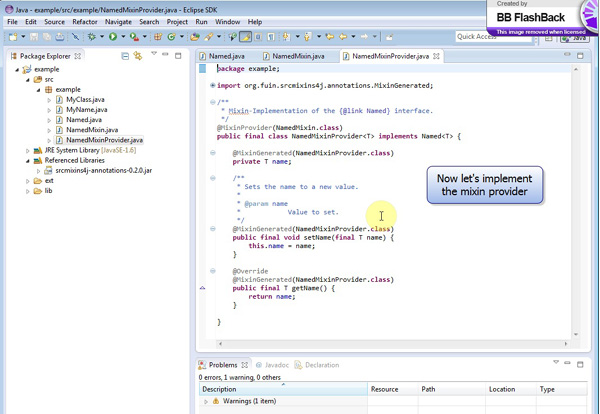 Java - example/src/example/NamedMixinProvider.java - Eclipse SDK
Created by
BB FlashBack
This image removed when licensed
File Edit Source Refactor Navigate Search Project Run Window Help
Quick Access
Java
Package Explorer
example
src
example
MyClass.java
MyName.java
Named.java
NamedMixin.java
NamedMixinProvider.java
JRE System Library [JavaSE-1.6]
Referenced Libraries
srcmixins4j-annotations-0.2.0.jar
ext
lib
Named.java NamedMixin.java NamedMixinProvider.java
package example;
import org.fuin.srcmixins4j.annotations.MixinGenerated;
/**
* Mixin-Implementation of the {@link Named} interface.
*/
@MixinProvider(NamedMixin.class)
public final class NamedMixinProvider<T> implements Named<T> {
@MixinGenerated(NamedMixinProvider.class)
private T name;
/**
* Sets the name to a new value.
*
* @param name
* Value to set.
*/
@MixinGenerated(NamedMixinProvider.class)
public final void setName(final T name) {
this.name = name;
}
@Override
@MixinGenerated(NamedMixinProvider.class)
public final T getName() {
return name;
}
}
Now let's implement
the mixin provider
Problems Javadoc Declaration
0 errors, 1 warning, 0 others
Description Resource Path Location Type
Warnings (1 item)